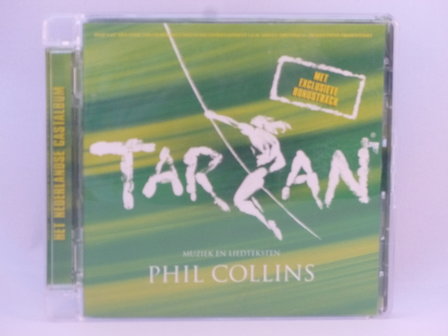 HET NEDERLANDSE CASTALBUM
MET
EXCLUSIEVE
BONUSTRACK
TARZAN
MUZIEK EN LIEDTEKSTEN
PHIL COLLINS